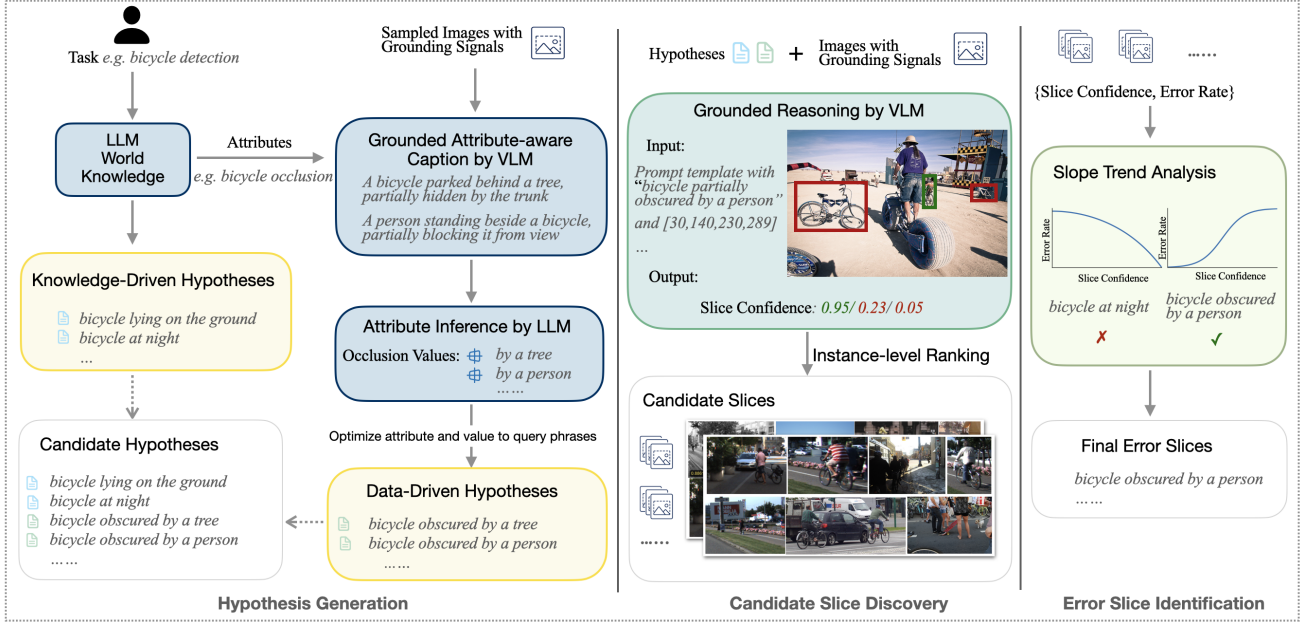 Task e.g. bicycle detection
LLM
World
Knowledge
Attributes
e.g. bicycle occlusion
Knowledge-Driven Hypotheses
bicycle lying on the ground
bicycle at night
...
Candidate Hypotheses
bicycle lying on the ground
bicycle at night
bicycle obscured by a tree
bicycle obscured by a person
......
Sampled Images with
Grounding Signals
Grounded Attribute-aware
Caption by VLM
A bicycle parked behind a tree,
partially hidden by the trunk
A person standing beside a bicycle,
partially blocking it from view
Attribute Inference by LLM
Occlusion Values:
by a tree
by a person
......
Optimize attribute and value to query phrases
Data-Driven Hypotheses
bicycle obscured by a tree
bicycle obscured by a person
......
Hypothesis Generation
Hypotheses
+
Images with
Grounding Signals
Grounded Reasoning by VLM
Input:
Prompt template with
“bicycle partially
obscured by a person”
and [30,140,230,289]
...
Output:
Slice Confidence: 0.95/ 0.23/ 0.05
Instance-level Ranking
Candidate Slices
......
Candidate Slice Discovery
......
{Slice Confidence, Error Rate}
Slope Trend Analysis
Error Rate
Slice Confidence
Error Rate
Slice Confidence
bicycle at night
✗
bicycle obscured
by a person
✓
Final Error Slices
bicycle obscured by a person
......
Error Slice Identification